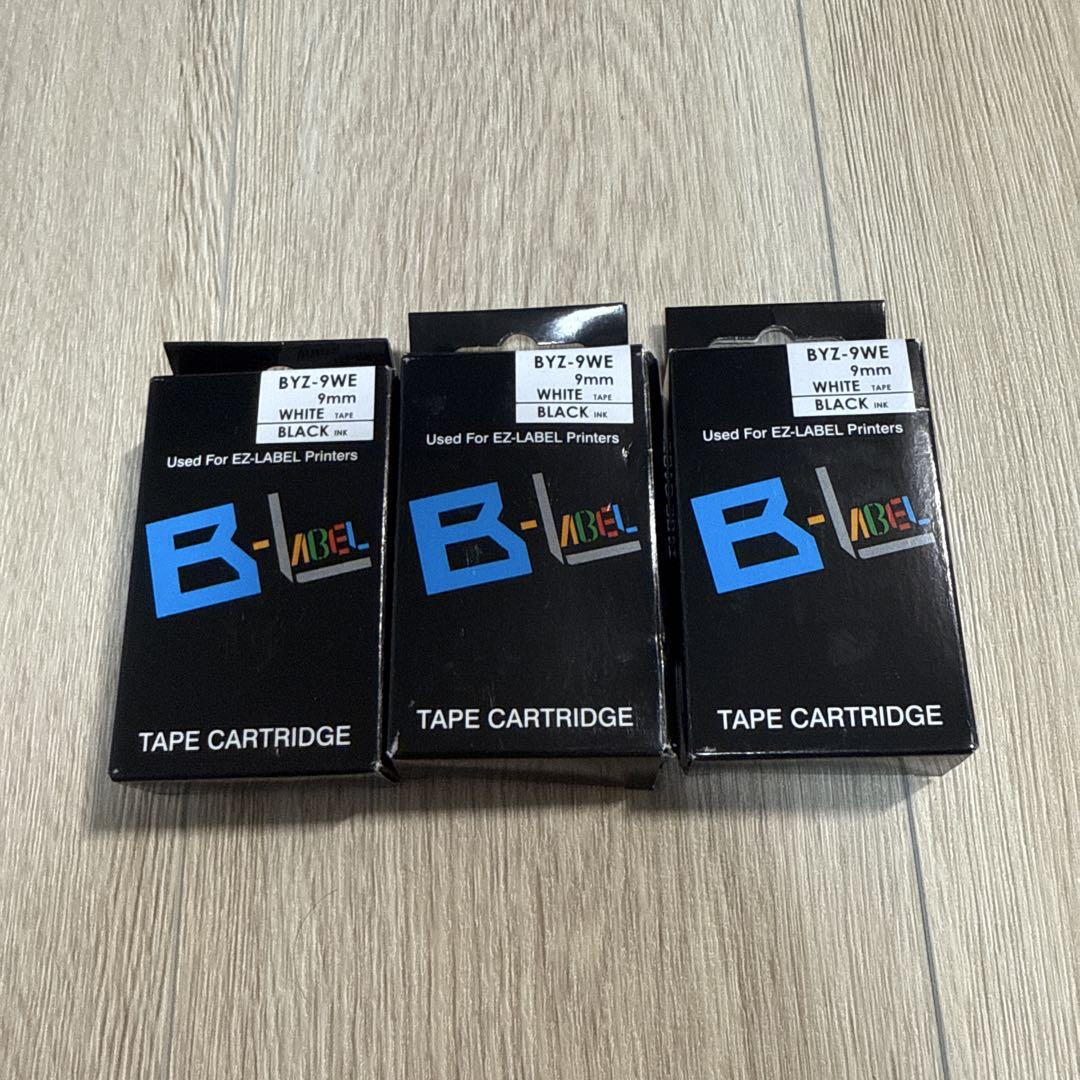 BYZ-9WE
9mm
WHITE TAPE
BLACK INK
Used For EZ-LABEL Printers
B-LABEL
TAPE CARTRIDGE
BYZ-9WE
9mm
WHITE TAPE
BLACK INK
Used For EZ-LABEL Printers
B-LABEL
TAPE CARTRIDGE
BYZ-9WE
9mm
WHITE TAPE
BLACK INK
Used For EZ-LABEL Printers
B-LABEL
TAPE CARTRIDGE